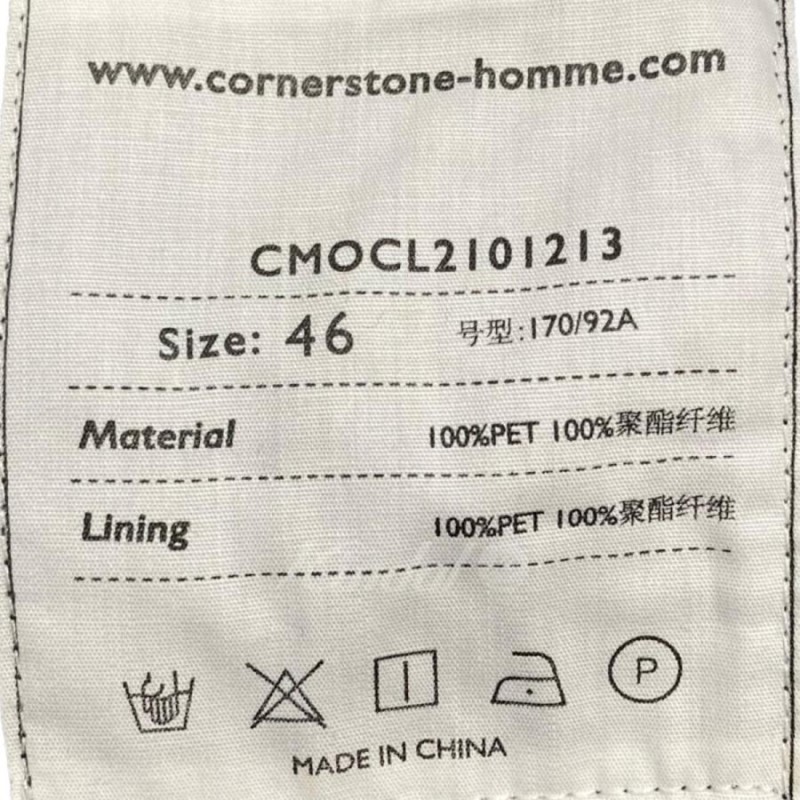 www.cornerstone-homme.com
CMOCL2101213
Size: 46 号型:170/92A
Material 100%PET 100%聚酯纤维
Lining 100%PET 100%聚酯纤维
P
MADE IN CHINA